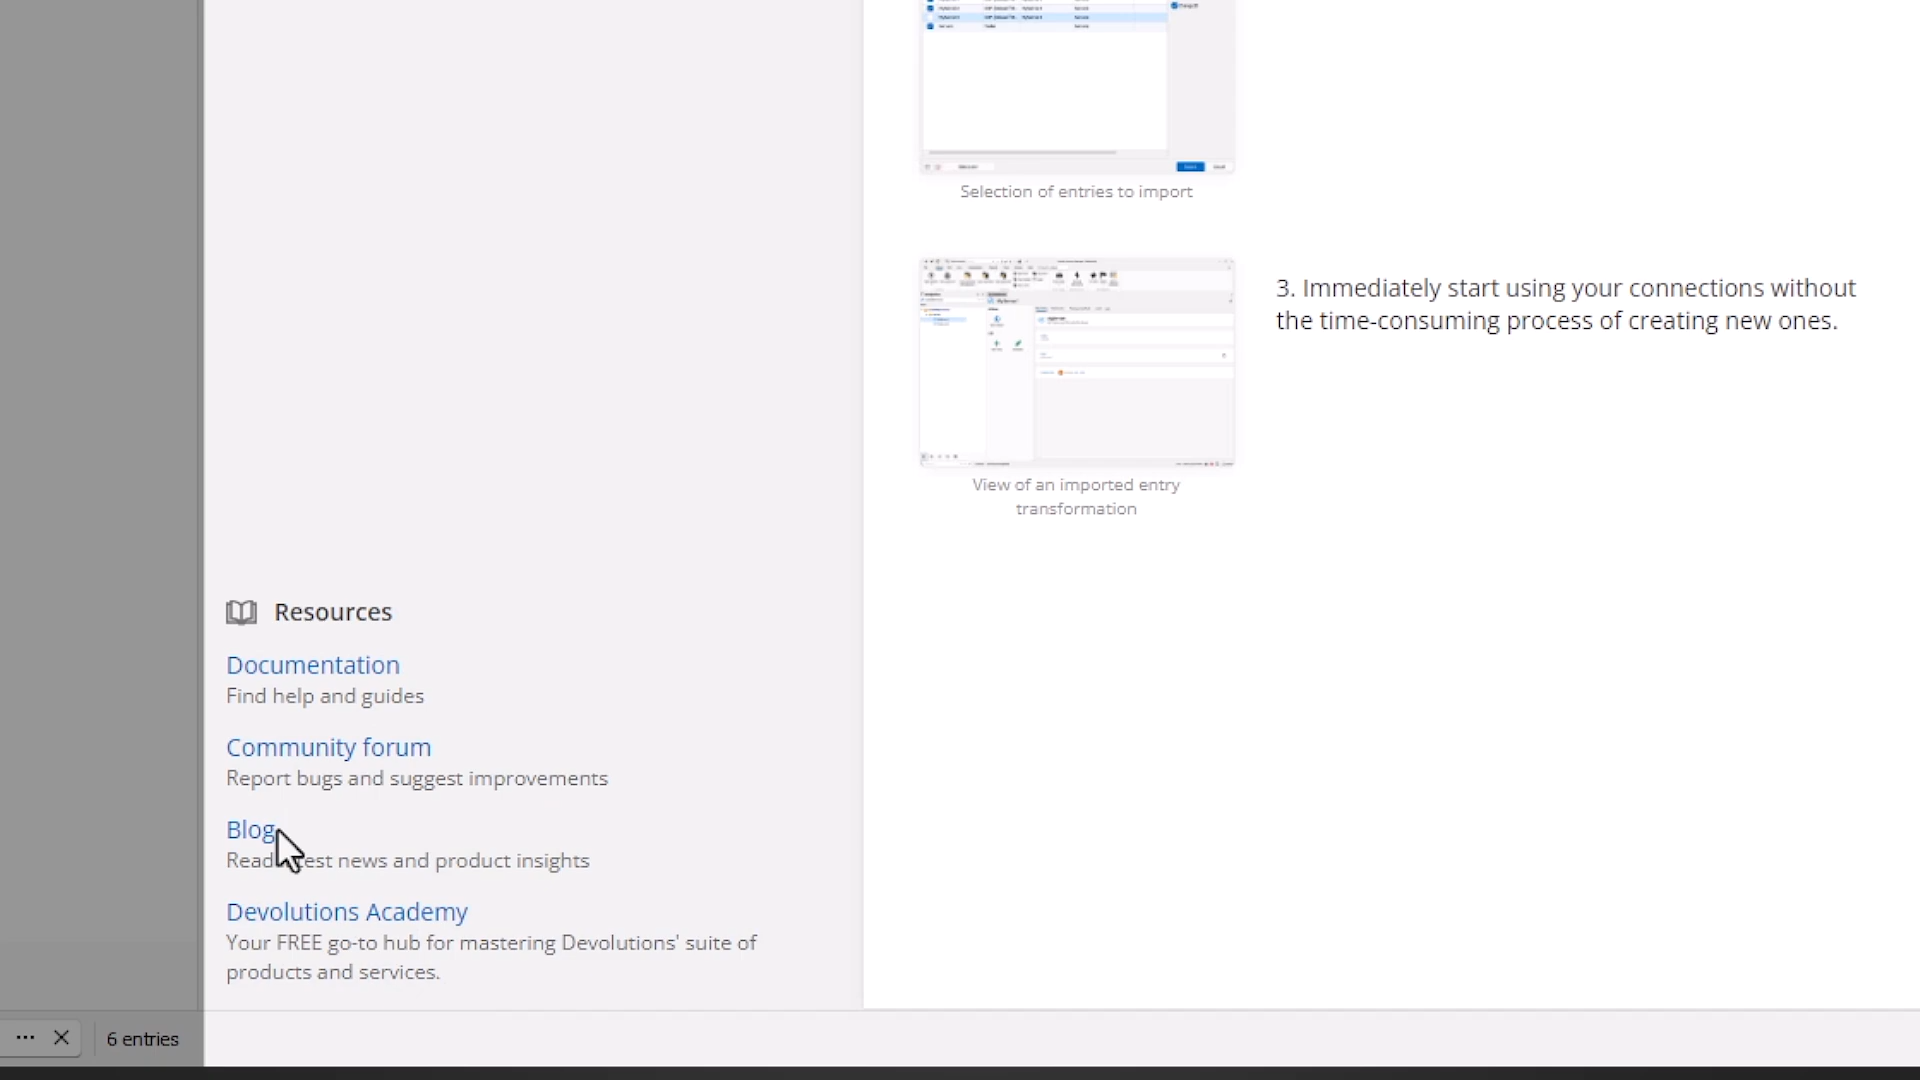 Selection of entries to import
3. Immediately start using your connections without
the time-consuming process of creating new ones.
View of an imported entry
transformation
Resources
Documentation
Find help and guides
Community forum
Report bugs and suggest improvements
Blog
Read news and product insights
Devolutions Academy
Your FREE go-to hub for mastering Devolutions' suite of
products and services.
6 entries